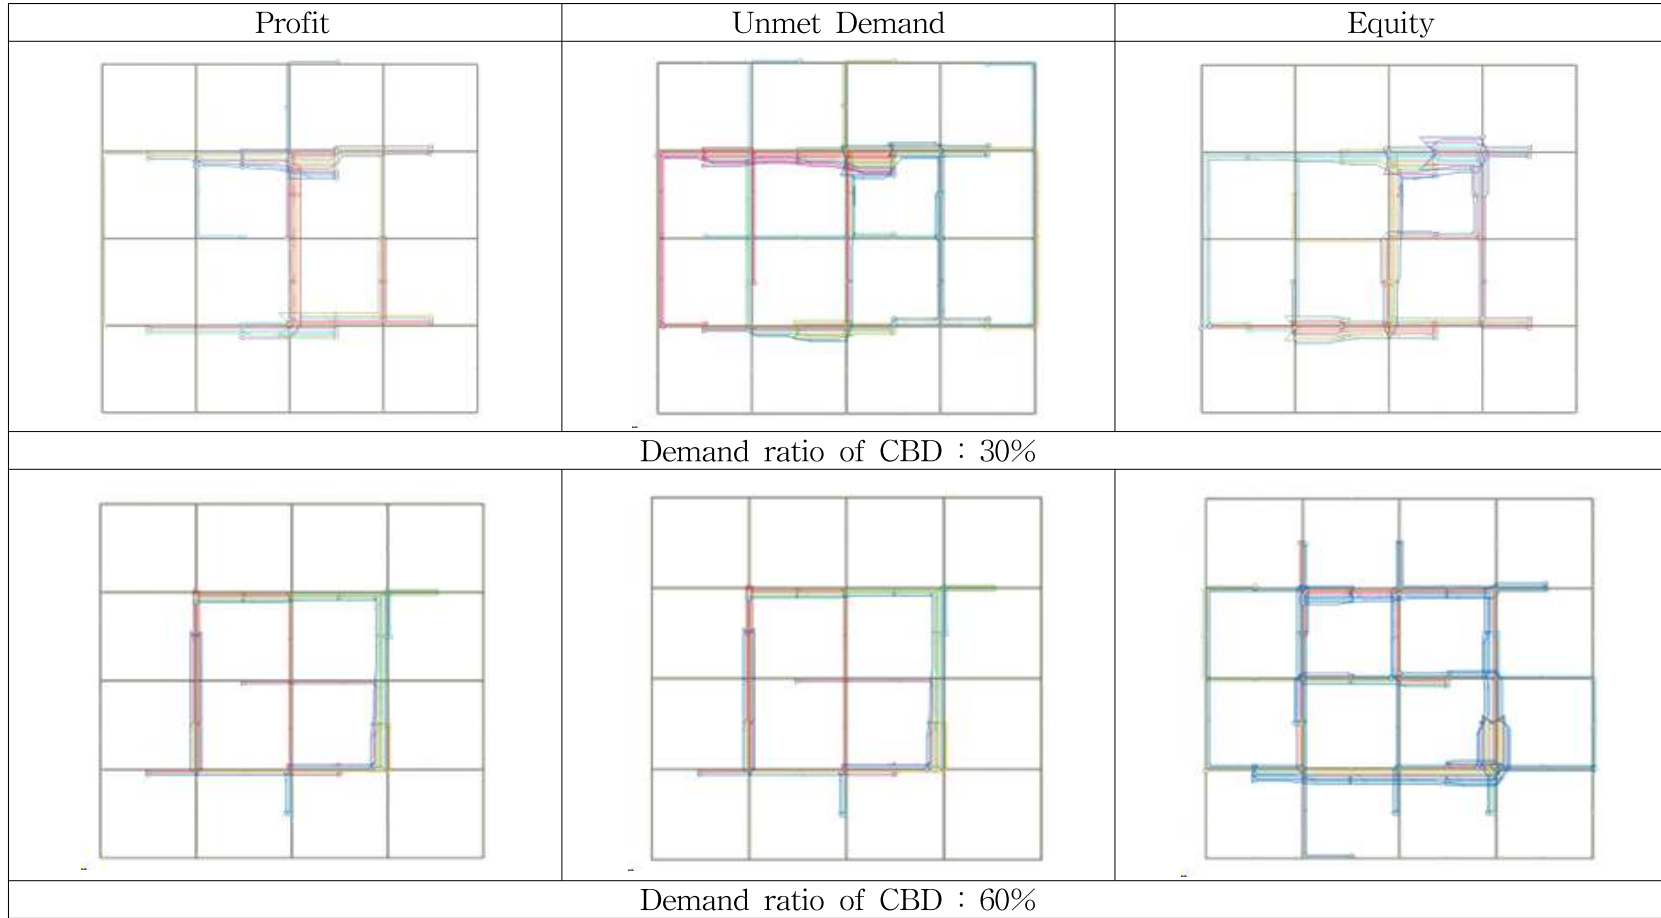 Profit
Unmet Demand
Equity
Demand ratio of CBD : 30%
Demand ratio of CBD : 60%